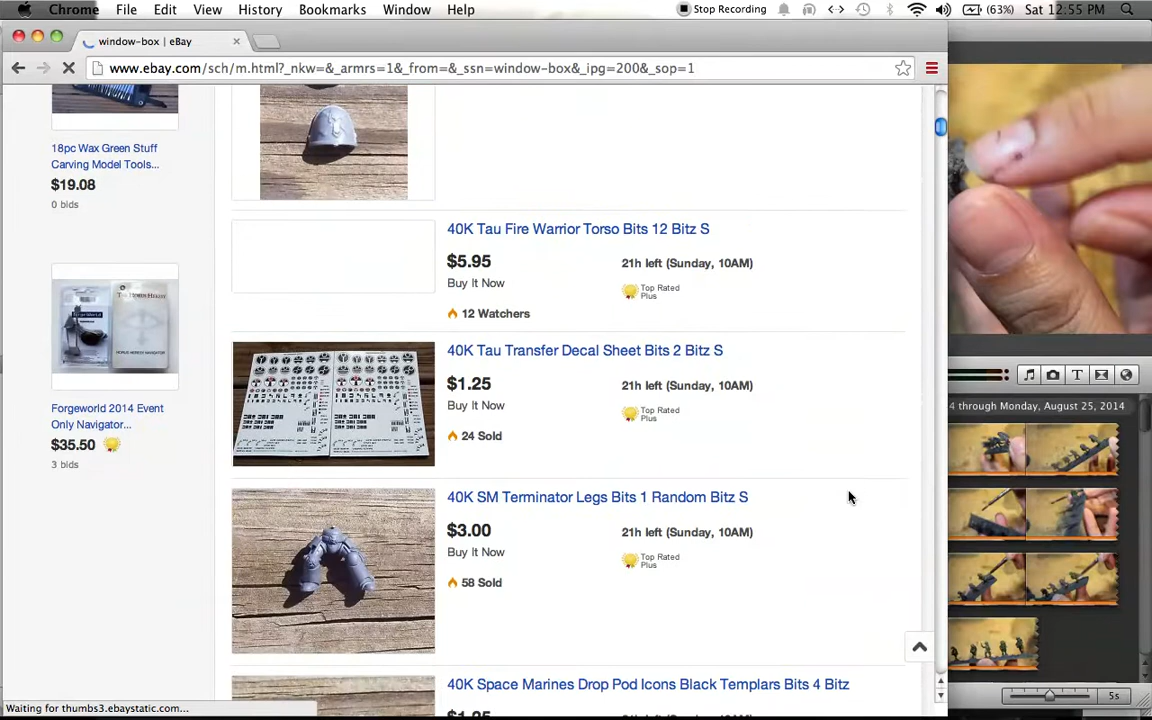 Chrome File Edit View History Bookmarks Window Help Stop Recording (63%) Sat 12:55 PM
window-box | eBay
www.ebay.com/sch/m.html?_nkw=&_armrs=1&_from=&_ssn=window-box&_ipg=200&_sop=1
18pc Wax Green Stuff
Carving Model Tools...
$19.08
0 bids
Forgeworld 2014 Event
Only Navigator...
$35.50
3 bids
40K Tau Fire Warrior Torso Bits 12 Bitz S
$5.95 21h left (Sunday, 10AM)
Buy It Now Top Rated
Plus
12 Watchers
40K Tau Transfer Decal Sheet Bits 2 Bitz S
$1.25 21h left (Sunday, 10AM)
Buy It Now Top Rated
Plus
24 Sold
40K SM Terminator Legs Bits 1 Random Bitz S
$3.00 21h left (Sunday, 10AM)
Buy It Now Top Rated
Plus
58 Sold
40K Space Marines Drop Pod Icons Black Templars Bits 4 Bitz
$1.25 21h left (Sunday, 10AM)
4 through Monday, August 25, 2014
5s
Waiting for thumbs3.ebaystatic.com...